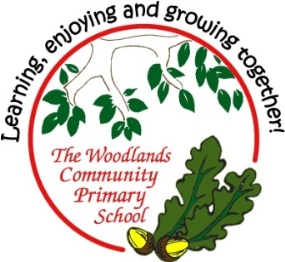 Learning, enjoying and growing together!
The Woodlands
Community
Primary
School